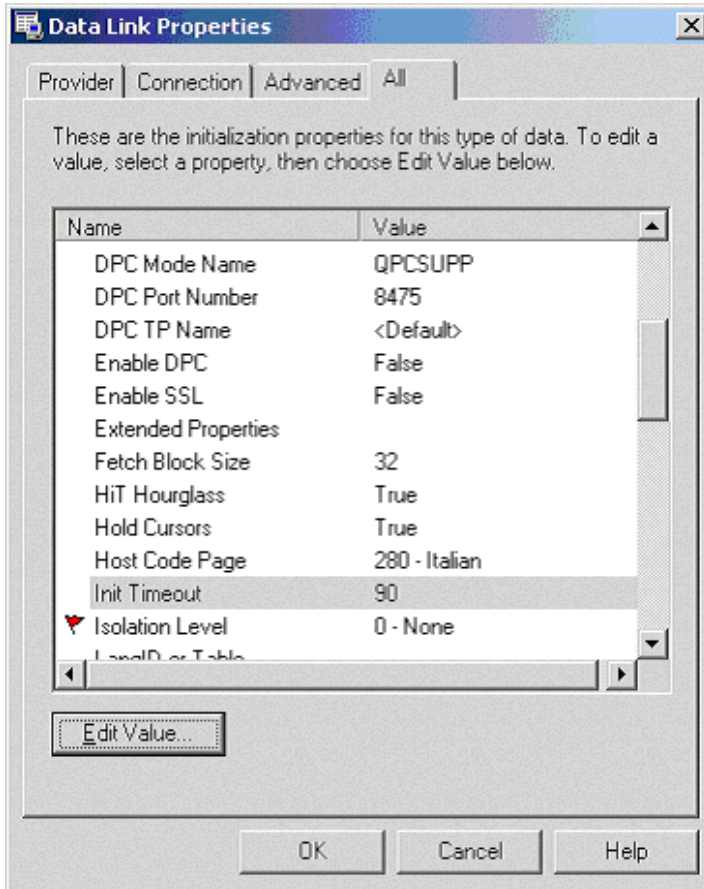 Data Link Properties
Provider Connection Advanced All
These are the initialization properties for this type of data. To edit a
value, select a property, then choose Edit Value below.
Name Value
DPC Mode Name QPCSUPP
DPC Port Number 8475
DPC TP Name <Default>
Enable DPC False
Enable SSL False
Extended Properties
Fetch Block Size 32
HiT Hourglass True
Hold Cursors True
Host Code Page 280 - Italian
Init Timeout 90
Isolation Level 0 - None
LangID or Table
Edit Value...
OK Cancel Help